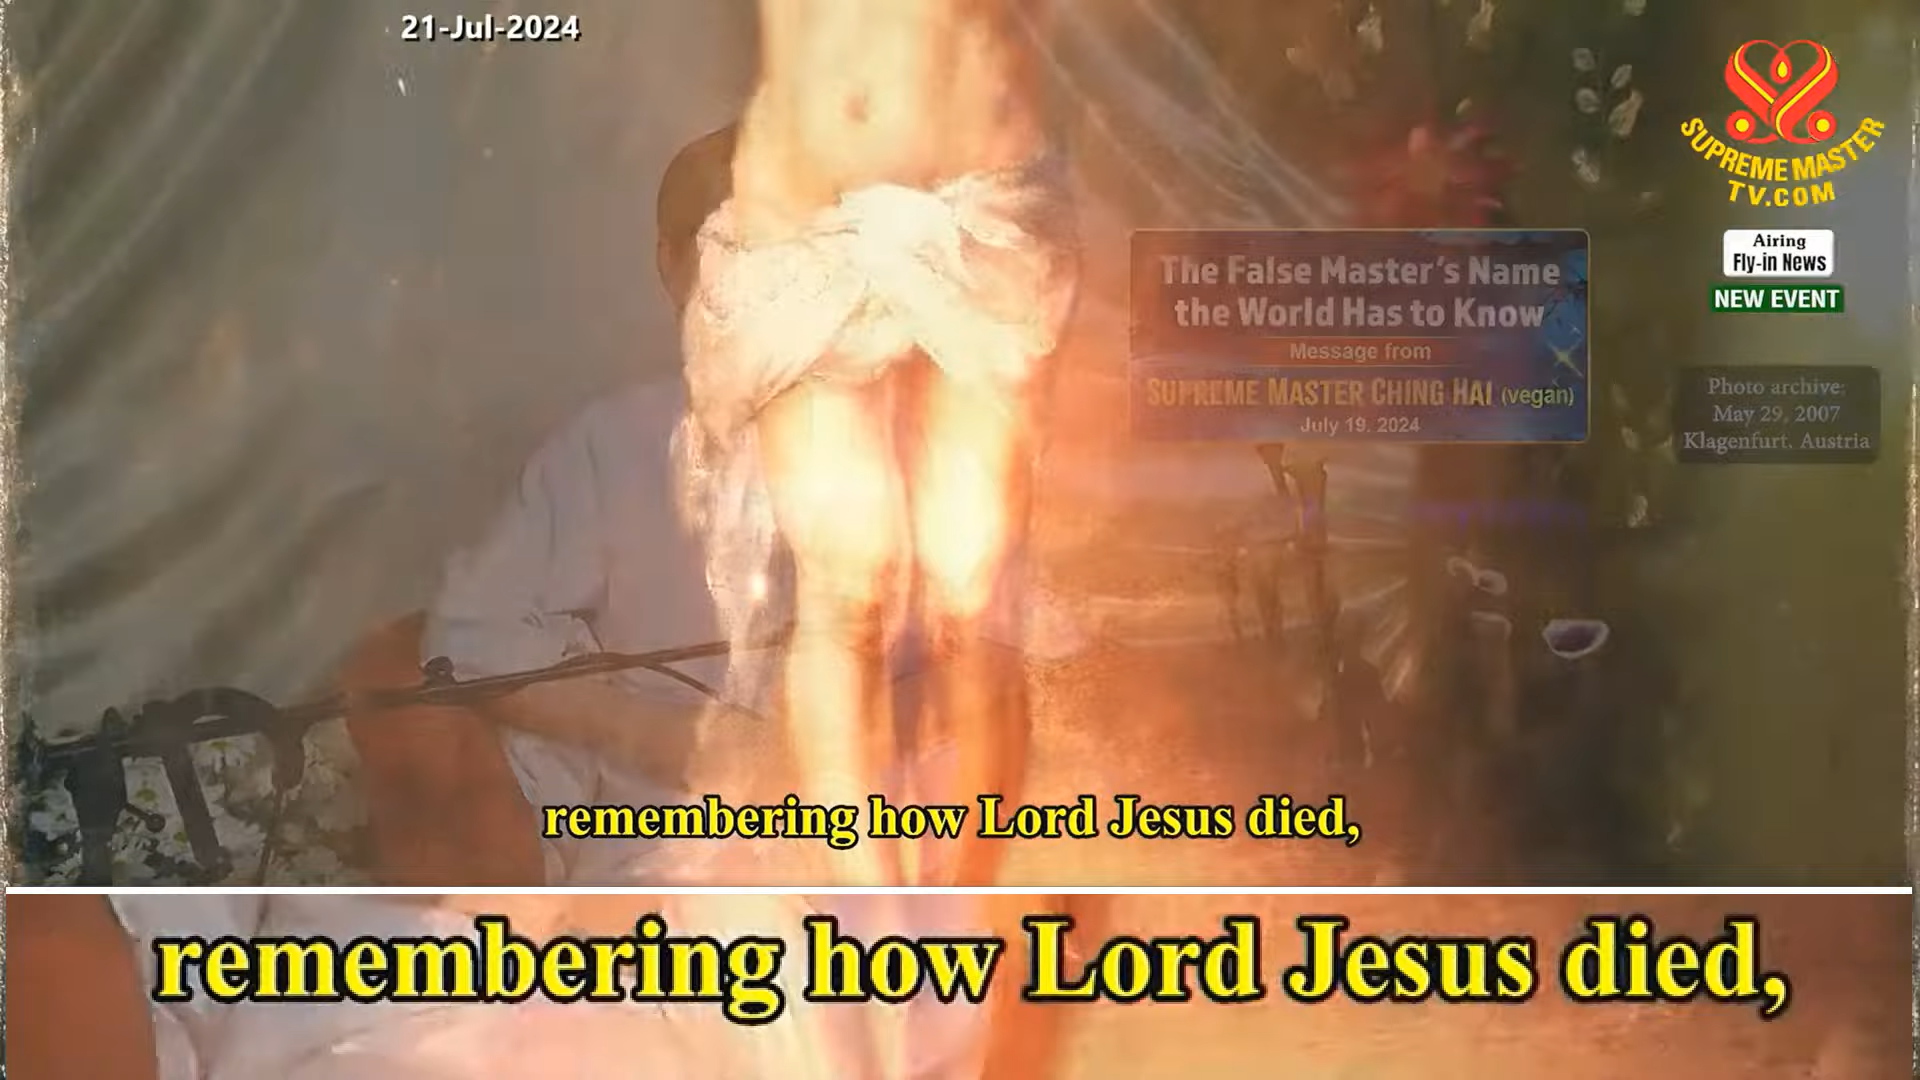 21-Jul-2024
SUPREME MASTER
TV.COM
Airing
Fly-in News
NEW EVENT
The False Master's Name
the World Has to Know
Message from
SUPREME MASTER CHING HAI (vegan)
July 19, 2024
Photo archive:
May 29, 2007
Klagenfurt, Austria
remembering how Lord Jesus died,
remembering how Lord Jesus died,